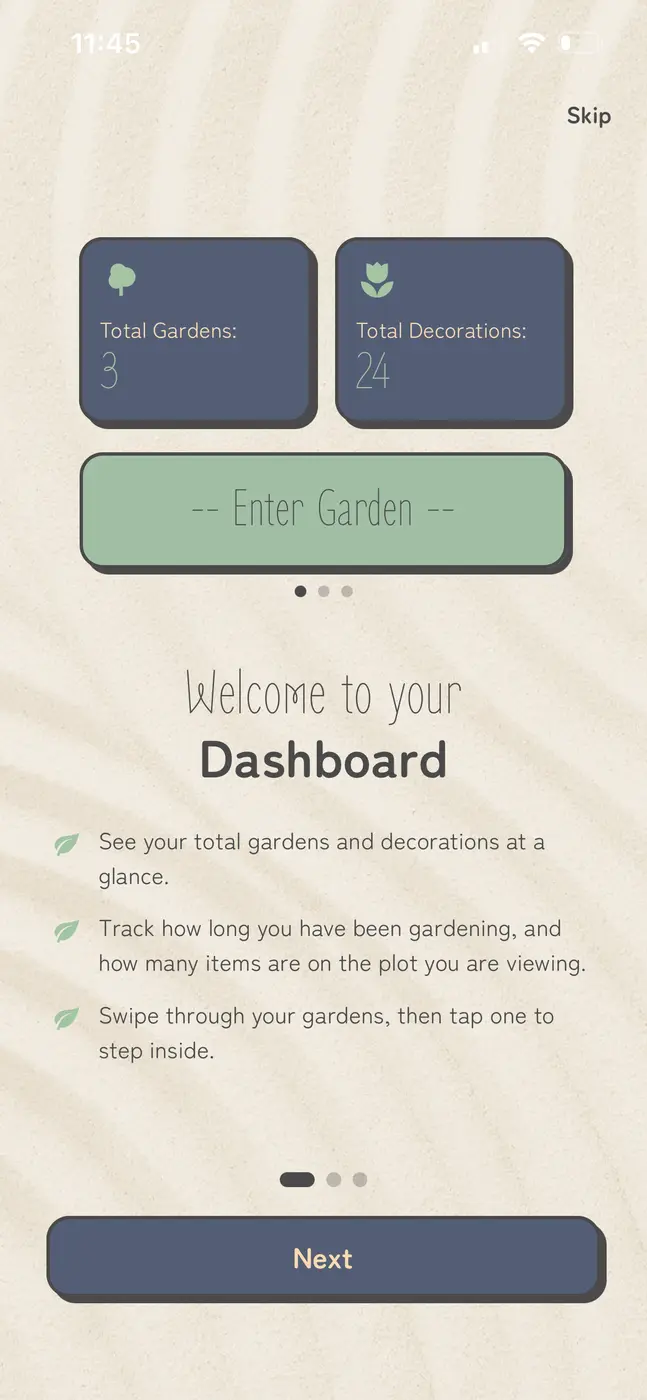 11:45
Skip
Total Gardens:
3
Total Decorations:
24
-- Enter Garden --
Welcome to your
Dashboard
See your total gardens and decorations at a
glance.
Track how long you have been gardening, and
how many items are on the plot you are viewing.
Swipe through your gardens, then tap one to
step inside.
Next